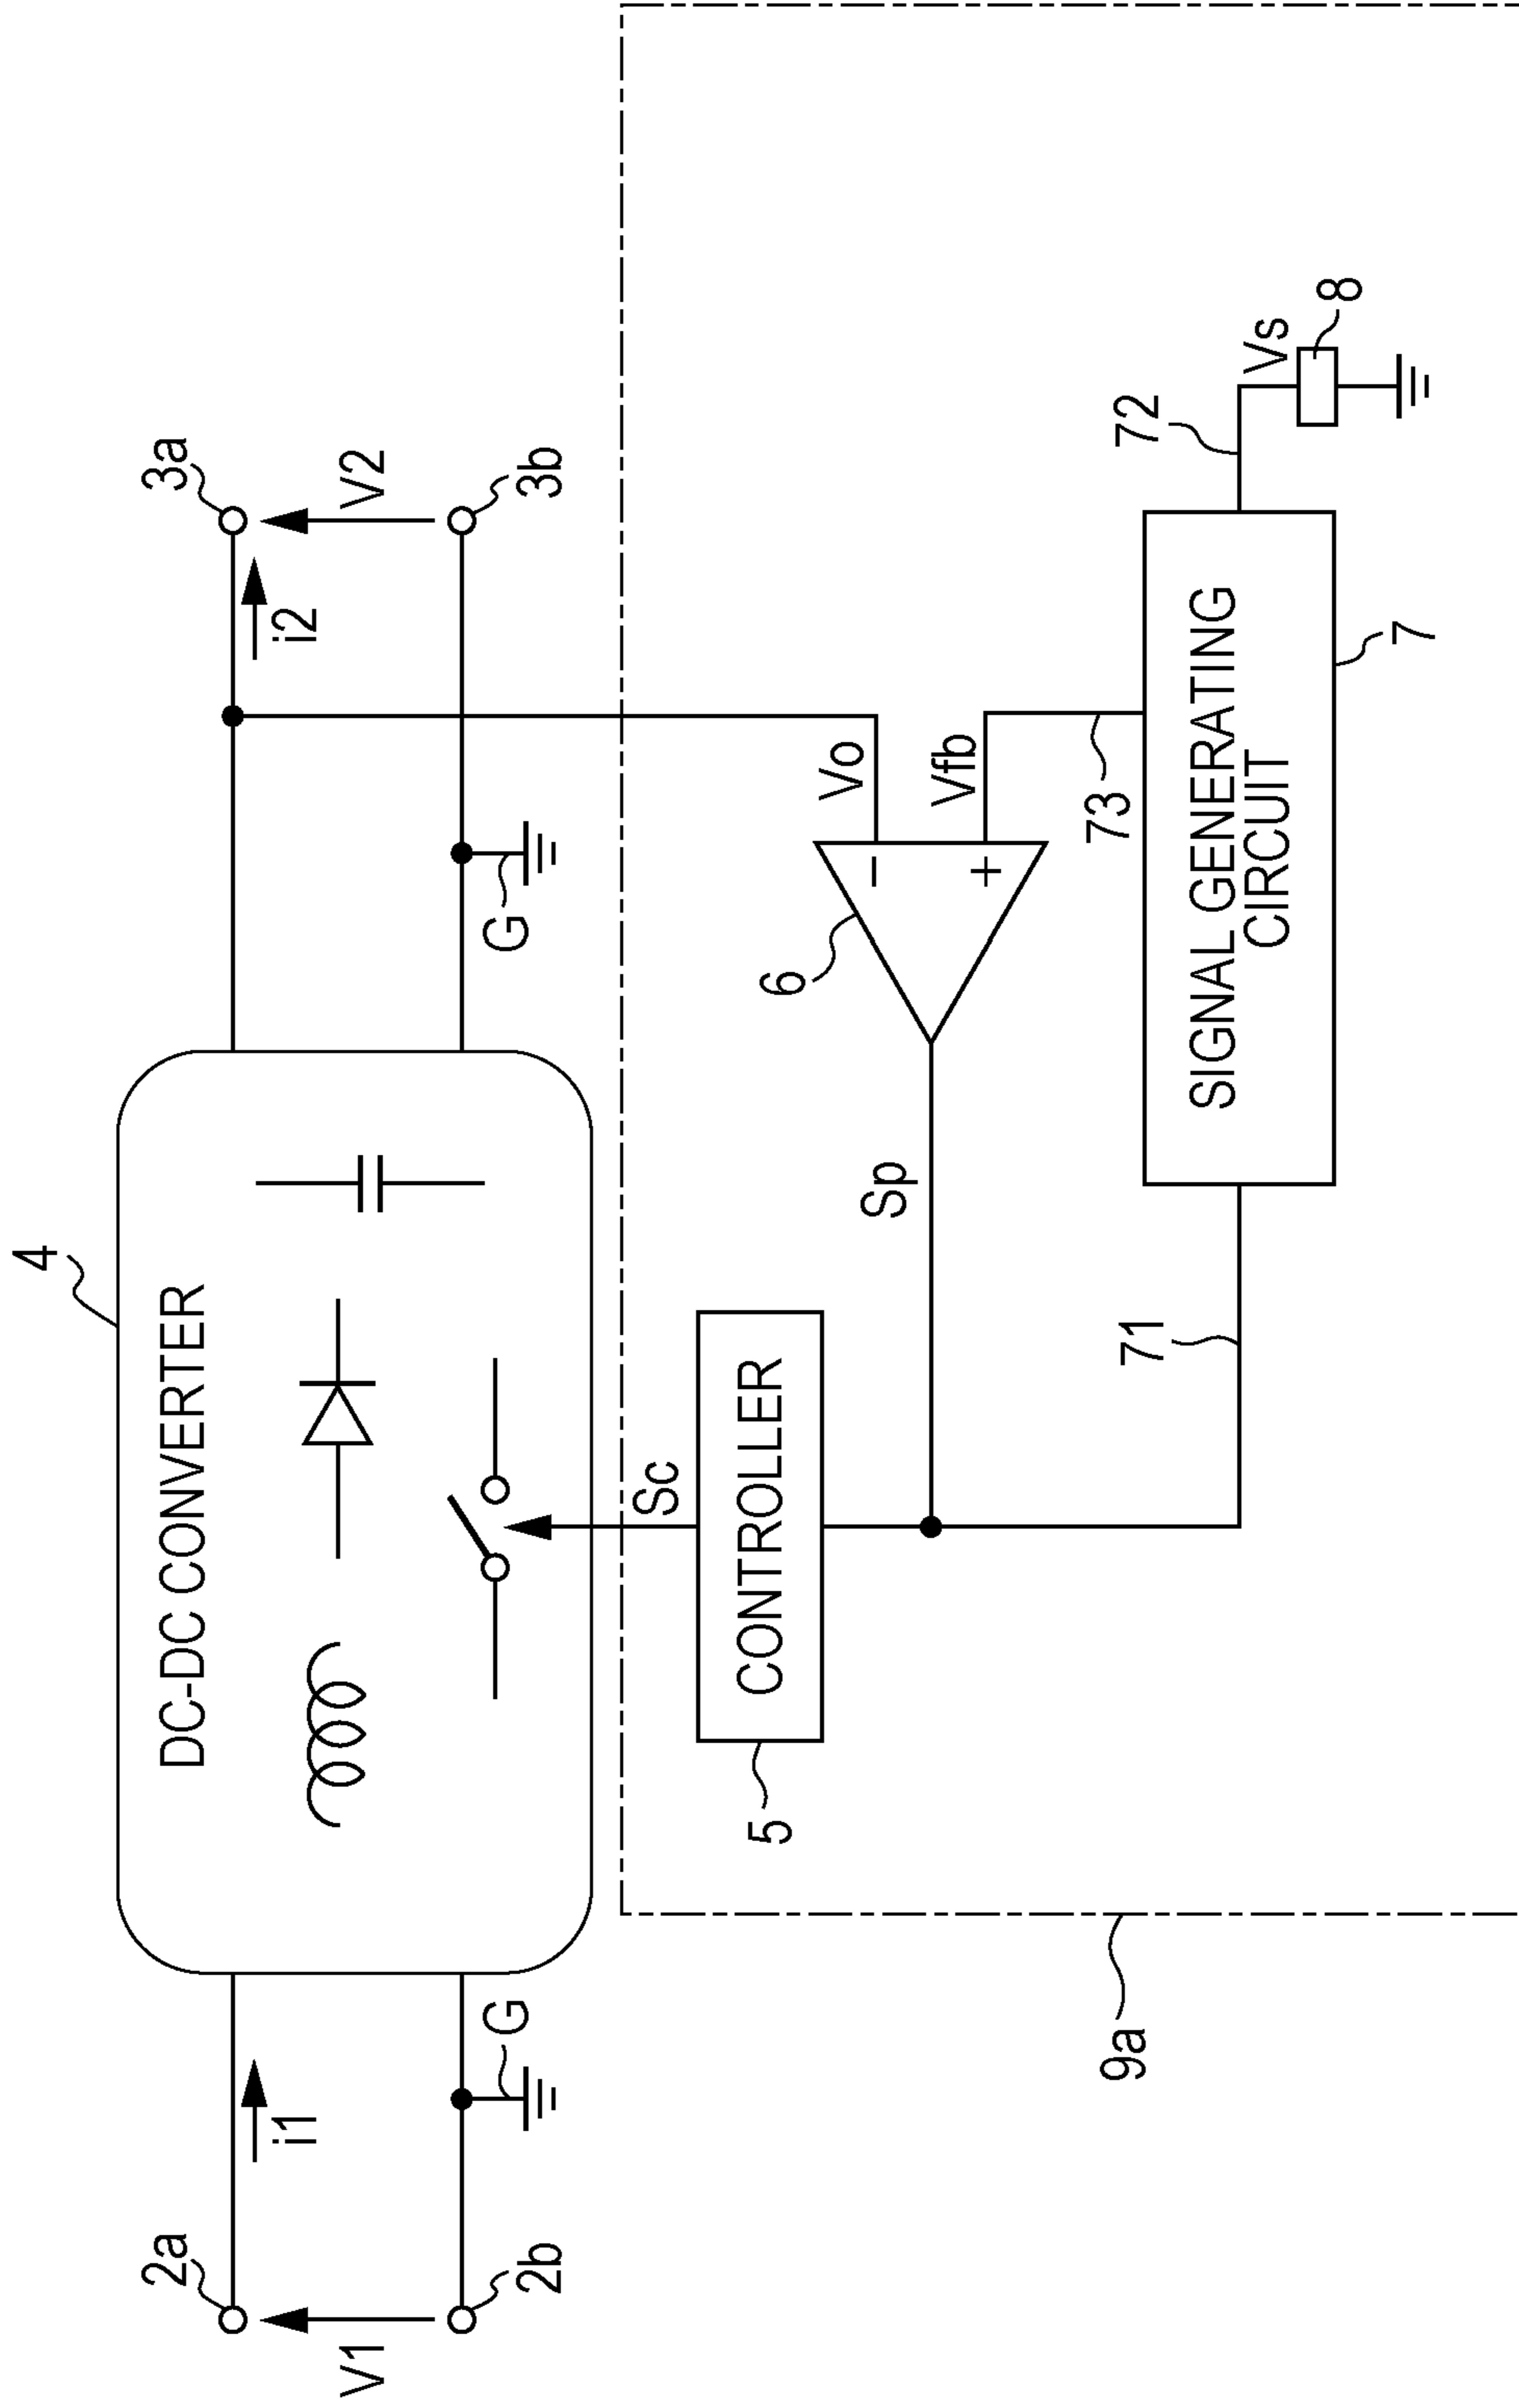 4
DC-DC CONVERTER
2a
i1
V1
2b
G
G
i2
3a
V2
3b
Sc
5
CONTROLLER
6
Vo
Vfb
Sp
9a
71
73
72
Vs
8
SIGNAL GENERATING
CIRCUIT
7